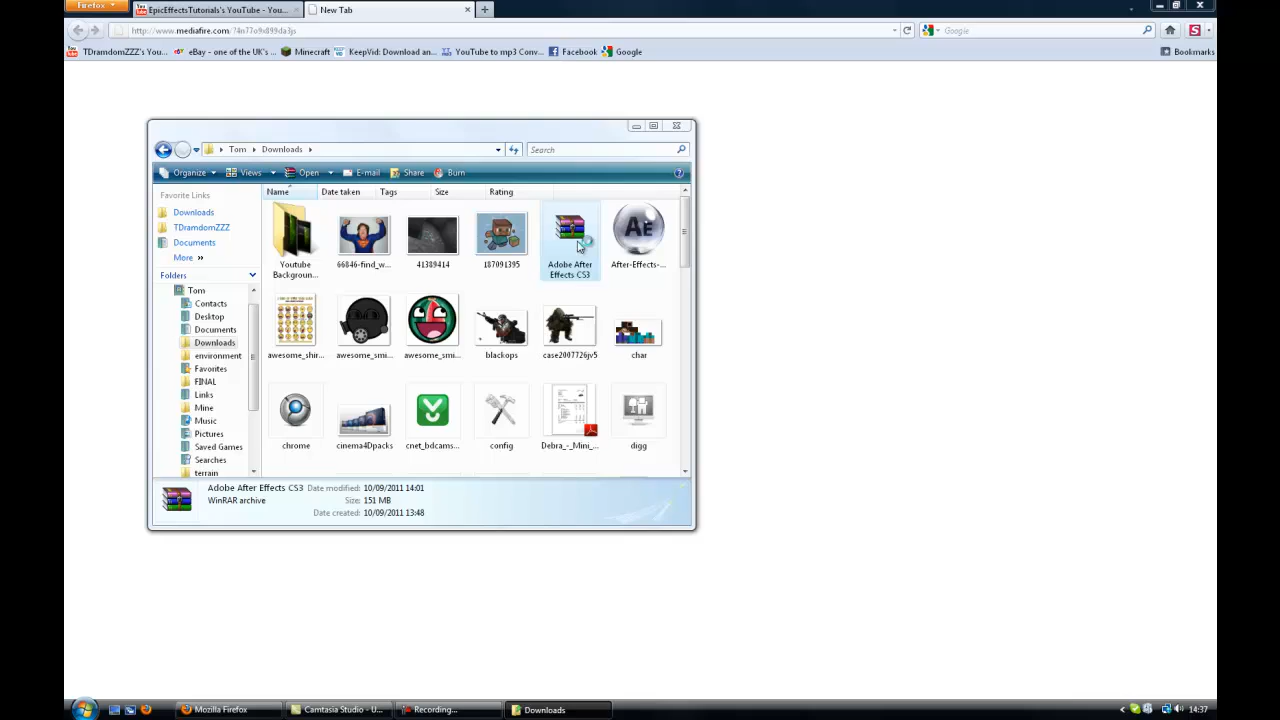 Firefox
EpicEffectsTutorials's YouTube - You...
New Tab
http://www.mediafire.com/?4n77o9x899da3js
Google
TDramdomZZZ's You...
eBay - one of the UK's ...
Minecraft
KeepVid: Download an...
YouTube to mp3 Conv...
Facebook
Google
Bookmarks
Tom
Downloads
Search
Organize
Views
Open
E-mail
Share
Burn
Favorite Links
Downloads
TDramdomZZZ
Documents
More »
Folders
Tom
Contacts
Desktop
Documents
Downloads
environment
Favorites
FINAL
Links
Mine
Music
Pictures
Saved Games
Searches
terrain
Name
Date taken
Tags
Size
Rating
Youtube
Backgroun...
66846-find_w...
41389414
187091395
Adobe After
Effects CS3
After-Effects-...
awesome_shir...
awesome_smi...
awesome_smi...
blackops
case2007726jv5
char
chrome
cinema4Dpacks
cnet_bdcams...
config
Debra_-_Mini_...
digg
Adobe After Effects CS3
Date modified: 10/09/2011 14:01
WinRAR archive
Size: 151 MB
Date created: 10/09/2011 13:48
Mozilla Firefox
Camtasia Studio - U...
Recording...
Downloads
14:37